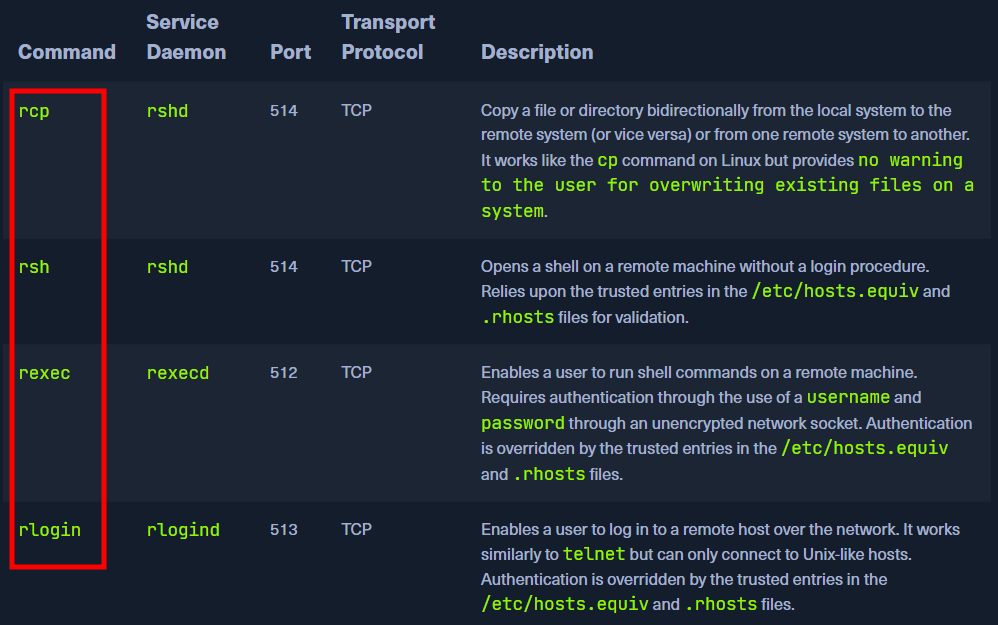 Service Transport
Command Daemon Port Protocol Description
rcp rshd 514 TCP Copy a file or directory bidirectionally from the local system to the
remote system (or vice versa) or from one remote system to another.
It works like the cp command on Linux but provides no warning
to the user for overwriting existing files on a
system.
rsh rshd 514 TCP Opens a shell on a remote machine without a login procedure.
Relies upon the trusted entries in the /etc/hosts.equiv and
.rhosts files for validation.
rexec rexecd 512 TCP Enables a user to run shell commands on a remote machine.
Requires authentication through the use of a username and
password through an unencrypted network socket. Authentication
is overridden by the trusted entries in the /etc/hosts.equiv
and .rhosts files.
rlogin rlogind 513 TCP Enables a user to log in to a remote host over the network. It works
similarly to telnet but can only connect to Unix-like hosts.
Authentication is overridden by the trusted entries in the
/etc/hosts.equiv and .rhosts files.